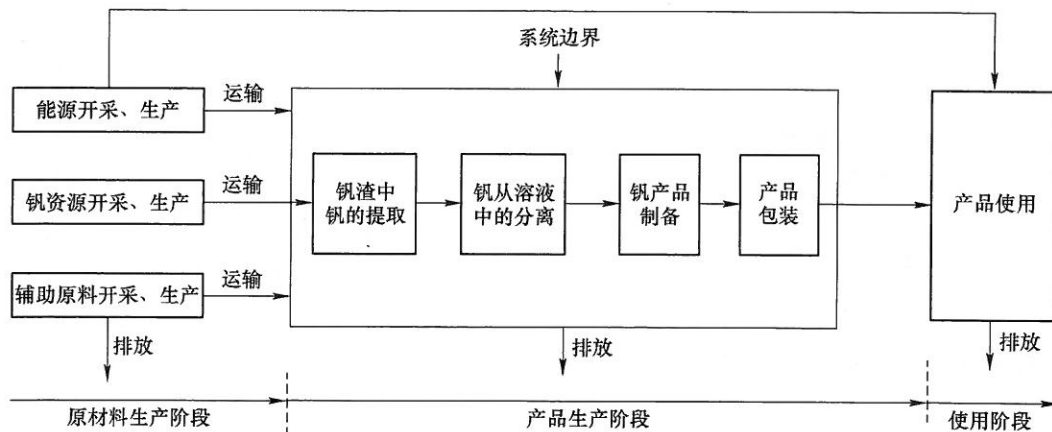 系统边界
能源开采、生产
运输
钒资源开采、生产
运输
辅助原料开采、生产
运输
钒渣中
钒的提取
钒从溶液
中的分离
钒产品
制备
产品
包装
产品使用
排放
排放
排放
原材料生产阶段
产品生产阶段
使用阶段